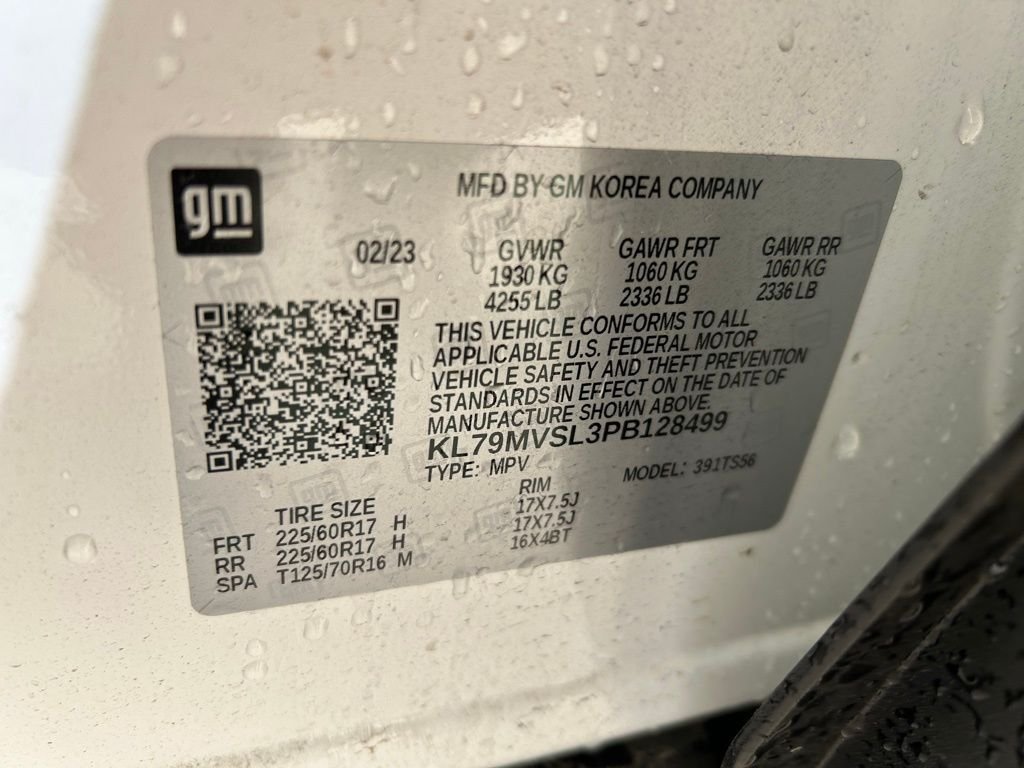 gm
MFD BY GM KOREA COMPANY
02/23 GVWR GAWR FRT GAWR RR
1930 KG 1060 KG 1060 KG
4255 LB 2336 LB 2336 LB
THIS VEHICLE CONFORMS TO ALL
APPLICABLE U.S. FEDERAL MOTOR
VEHICLE SAFETY AND THEFT PREVENTION
STANDARDS IN EFFECT ON THE DATE OF
MANUFACTURE SHOWN ABOVE.
KL79MVSL3PB128499
TYPE: MPV MODEL: 391TS56
TIRE SIZE RIM
FRT 225/60R17 H 17X7.5J
RR 225/60R17 H 17X7.5J
SPA T125/70R16 M 16X4BT